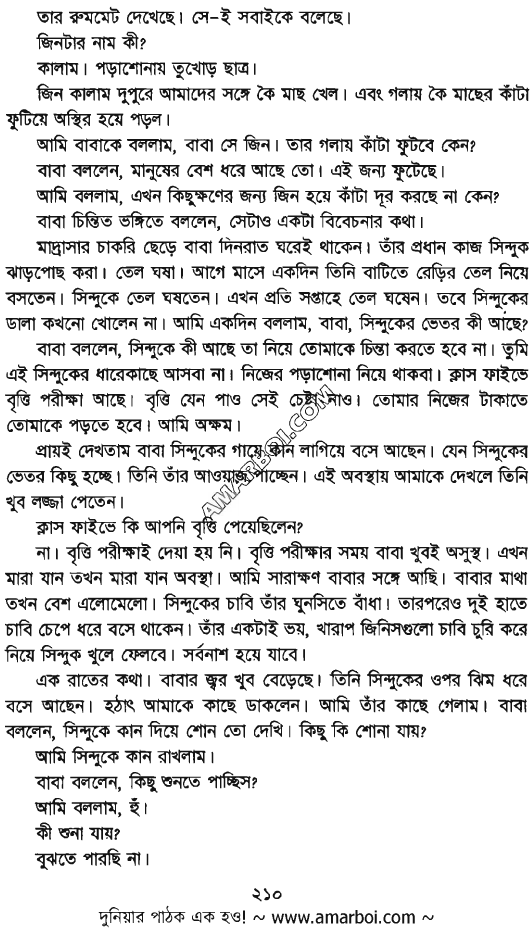 তার রুমমেট দেখেছে। সে-ই সবাইকে বলেছে।
জিনটার নাম কী?
কালাম। পড়াশোনায় তুখোড় ছাত্র।
জিন কালাম দুপুরে আমাদের সঙ্গে কৈ মাছ খেল। এবং গলায় কৈ মাছের কাঁটা
ফুটিয়ে অস্থির হয়ে পড়ল।
আমি বাবাকে বললাম, বাবা সে জিন। তার গলায় কাঁটা ফুটবে কেন?
বাবা বললেন, মানুষের বেশ ধরে আছে তো। এই জন্য ফুটেছে।
আমি বললাম, এখন কিছুক্ষণের জন্য জিন হয়ে কাঁটা দূর করছে না কেন?
বাবা চিন্তিত ভঙ্গিতে বললেন, সেটাও একটা বিবেচনার কথা।
মাদ্রাসার চাকরি ছেড়ে বাবা দিনরাত ঘরেই থাকেন। তাঁর প্রধান কাজ সিন্দুক
ঝাড়পোছ করা। তেল ঘষা। আগে মাসে একদিন তিনি বাটিতে রেড়ির তেল নিয়ে
বসতেন। সিন্দুকে তেল ঘষতেন। এখন প্রতি সপ্তাহে তেল ঘষেন। তবে সিন্দুকের
ডালা কখনো খোলেন না। আমি একদিন বললাম, বাবা, সিন্দুকের ভেতর কী আছে?
বাবা বললেন, সিন্দুকে কী আছে তা নিয়ে তোমাকে চিন্তা করতে হবে না। তুমি
এই সিন্দুকের ধারেকাছে আসবা না। নিজের পড়াশোনা নিয়ে থাকবা। ক্লাস ফাইভে
বৃত্তি পরীক্ষা আছে। বৃত্তি যেন পাও সেই চেষ্টা নাও। তোমার নিজের টাকাতে
তোমাকে পড়তে হবে। আমি অক্ষম।
প্রায়ই দেখতাম বাবা সিন্দুকের গায়ে কান লাগিয়ে বসে আছেন। যেন সিন্দুকের
ভেতর কিছু হচ্ছে। তিনি তাঁর আওয়াজ পাচ্ছেন। এই অবস্থায় আমাকে দেখলে তিনি
খুব লজ্জা পেতেন।
ক্লাস ফাইভে কি আপনি বৃত্তি পেয়েছিলেন?
না। বৃত্তি পরীক্ষাই দেয়া হয় নি। বৃত্তি পরীক্ষার সময় বাবা খুবই অসুস্থ। এখন
মারা যান তখন মারা যান অবস্থা। আমি সারাক্ষণ বাবার সঙ্গে আছি। বাবার মাথা
তখন বেশ এলোমেলো। সিন্দুকের চাবি তাঁর ঘুনসিতে বাঁধা। তারপরেও দুই হাতে
চাবি চেপে ধরে বসে থাকেন। তাঁর একটাই ভয়, খারাপ জিনিসগুলো চাবি চুরি করে
নিয়ে সিন্দুক খুলে ফেলবে। সর্বনাশ হয়ে যাবে।
এক রাতের কথা। বাবার জ্বর খুব বেড়েছে। তিনি সিন্দুকের ওপর ঝিম ধরে
বসে আছেন। হঠাৎ আমাকে কাছে ডাকলেন। আমি তাঁর কাছে গেলাম। বাবা
বললেন, সিন্দুকে কান দিয়ে শোন তো দেখি। কিছু কি শোনা যায়?
আমি সিন্দুকে কান রাখলাম।
বাবা বললেন, কিছু শুনতে পাচ্ছিস?
আমি বললাম, হুঁ।
কী শুনা যায়?
বুঝতে পারছি না।
AMARBOI.COM
২১০
দুনিয়ার পাঠক এক হও! ~ www.amarboi.com ~